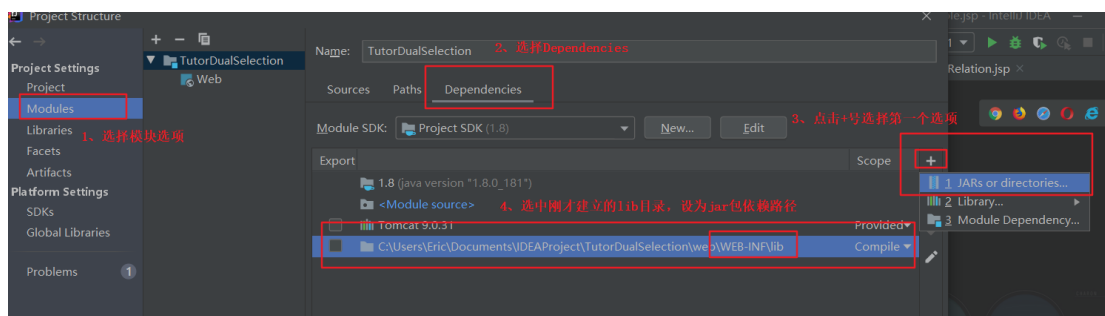 Project Structure
le.jsp - IntelliJ IDEA
Name: TutorDualSelection
2、选择Dependencies
TutorDualSelection
Web
Relation.jsp
Project Settings
Project
Modules
Libraries
Facets
Artifacts
1、选择模块选项
Platform Settings
SDKs
Global Libraries
Problems 1
Sources Paths Dependencies
Module SDK: Project SDK (1.8) New... Edit
3、点击+号选择第一个选项
Export Scope
1 JARs or directories...
2 Library...
3 Module Dependency...
1.8 (java version "1.8.0_181")
<Module source>
4、选中刚才建立的lib目录，设为jar包依赖路径
Tomcat 9.0.31 Provided
C:\Users\Eric\Documents\IDEAProject\TutorDualSelection\web\WEB-INF\lib Compile